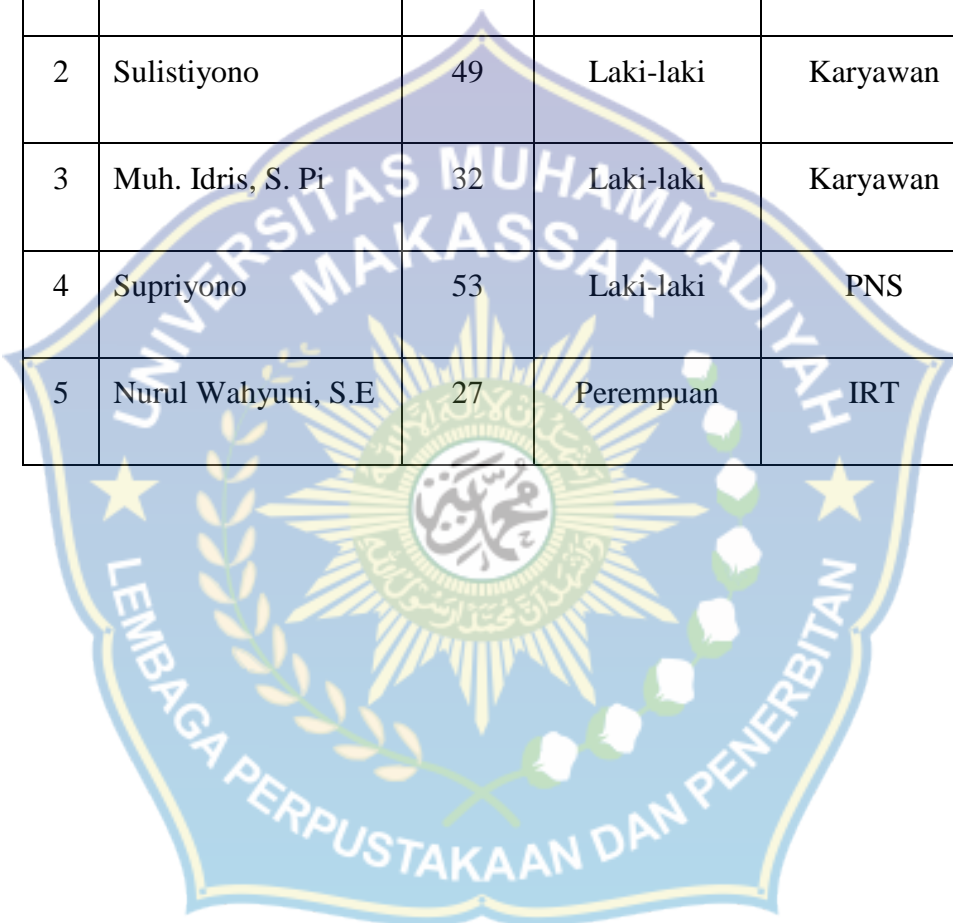 2 Sulistiyono 49 Laki-laki Karyawan
3 Muh. Idris, S. Pi 32 Laki-laki Karyawan
4 Supriyono 53 Laki-laki PNS
5 Nurul Wahyuni, S.E 27 Perempuan IRT
UNIVERSITAS MUHAMMADIYAH
MAKASSAR
LEMBAGA PERPUSTAKAAN DAN PENERBITAN